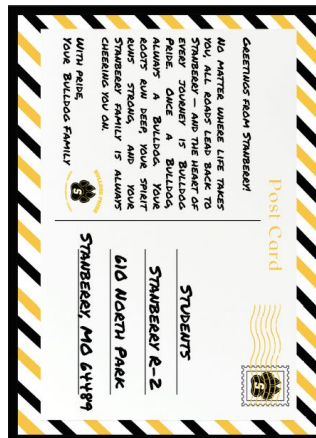 Post Card
Greetings from Stanberry!
No matter where life takes
you, all roads lead back to
Stanberry — and the heart of
every journey is Bulldog
Pride. Once a Bulldog,
always a Bulldog. Your
roots run deep, your spirit
runs strong, and your
Stanberry family is always
cheering you on.
With pride,
Your Bulldog Family
Students
Stanberry R-2
610 North Park
Stanberry, MO 64489